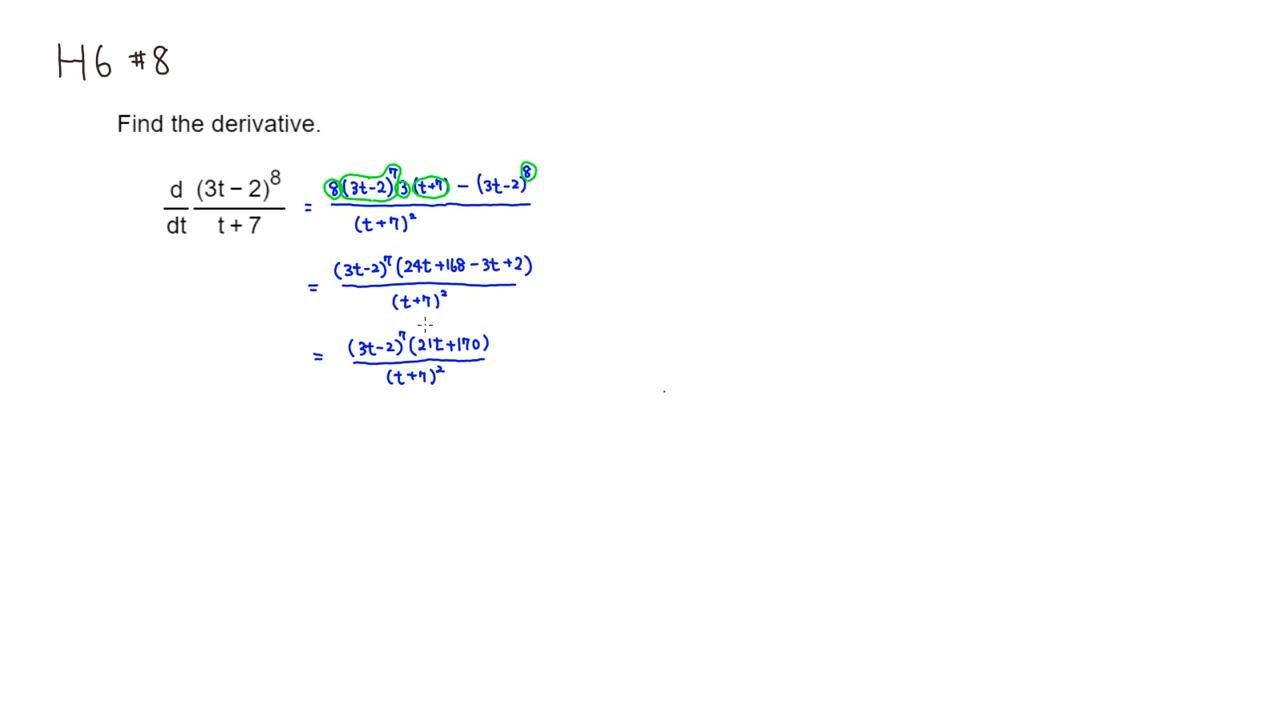 H6 #8
Find the derivative.
d/dt (3t − 2)^8/(t + 7) = (8(3t-2)^7 3(t+7) - (3t-2)^8)/(t+7)^2
= ((3t-2)^7 (24t+168-3t+2))/(t+7)^2
= ((3t-2)^7 (21t+170))/(t+7)^2